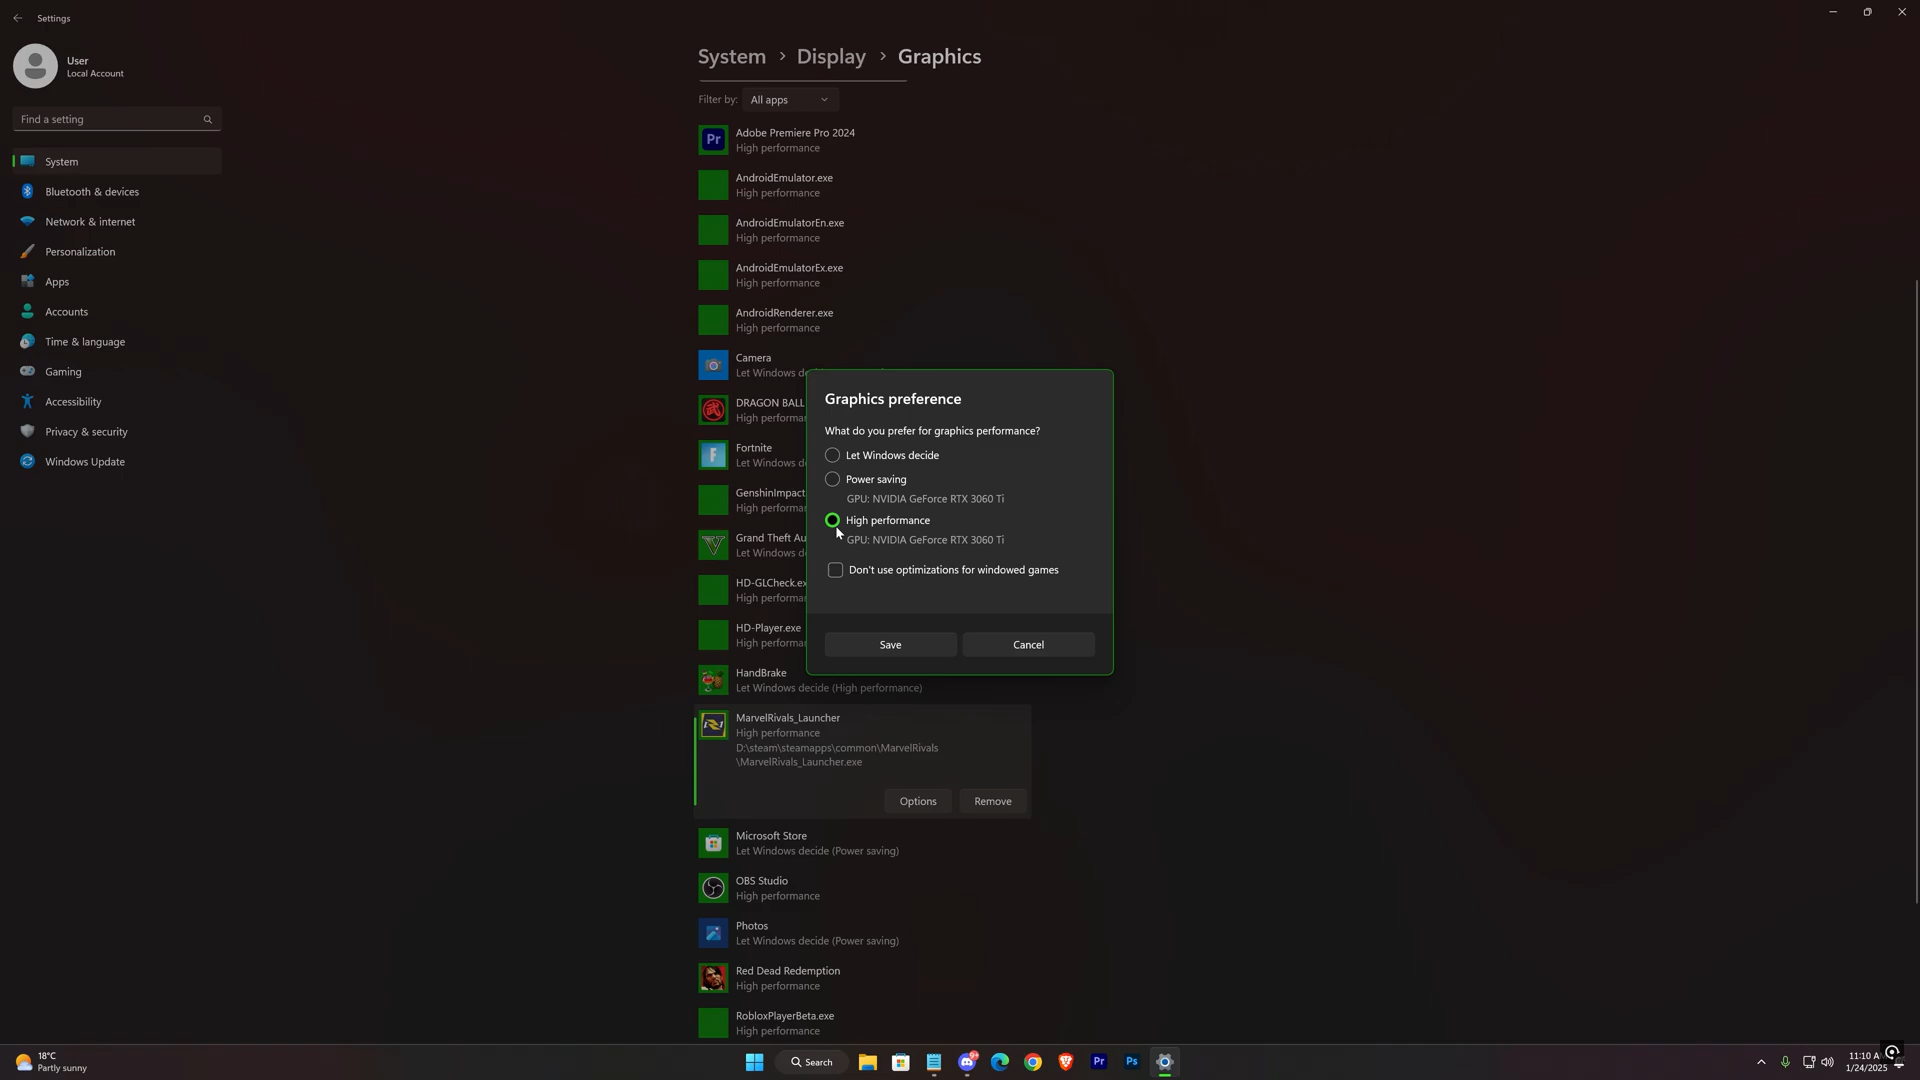 Settings
User
Local Account
Find a setting
System
Bluetooth & devices
Network & internet
Personalization
Apps
Accounts
Time & language
Gaming
Accessibility
Privacy & security
Windows Update
System > Display > Graphics
Filter by: All apps
Pr
Adobe Premiere Pro 2024
High performance
AndroidEmulator.exe
High performance
AndroidEmulatorEn.exe
High performance
AndroidEmulatorEx.exe
High performance
AndroidRenderer.exe
High performance
Camera
Let Windows de
DRAGON BALL
High performa
F
Fortnite
Let Windows d
GenshinImpact
High performa
V
Grand Theft Au
Let Windows d
HD-GLCheck.ex
High performa
HD-Player.exe
High performa
HandBrake
Let Windows decide (High performance)
MarvelRivals_Launcher
High performance
D:\steam\steamapps\common\MarvelRivals
\MarvelRivals_Launcher.exe
Options
Remove
Microsoft Store
Let Windows decide (Power saving)
OBS Studio
High performance
Photos
Let Windows decide (Power saving)
Red Dead Redemption
High performance
RobloxPlayerBeta.exe
High performance
Graphics preference
What do you prefer for graphics performance?
Let Windows decide
Power saving
GPU: NVIDIA GeForce RTX 3060 Ti
High performance
GPU: NVIDIA GeForce RTX 3060 Ti
Don't use optimizations for windowed games
Save
Cancel
18°C
Partly sunny
Search
9+
Pr
Ps
11:10 A
1/24/2025